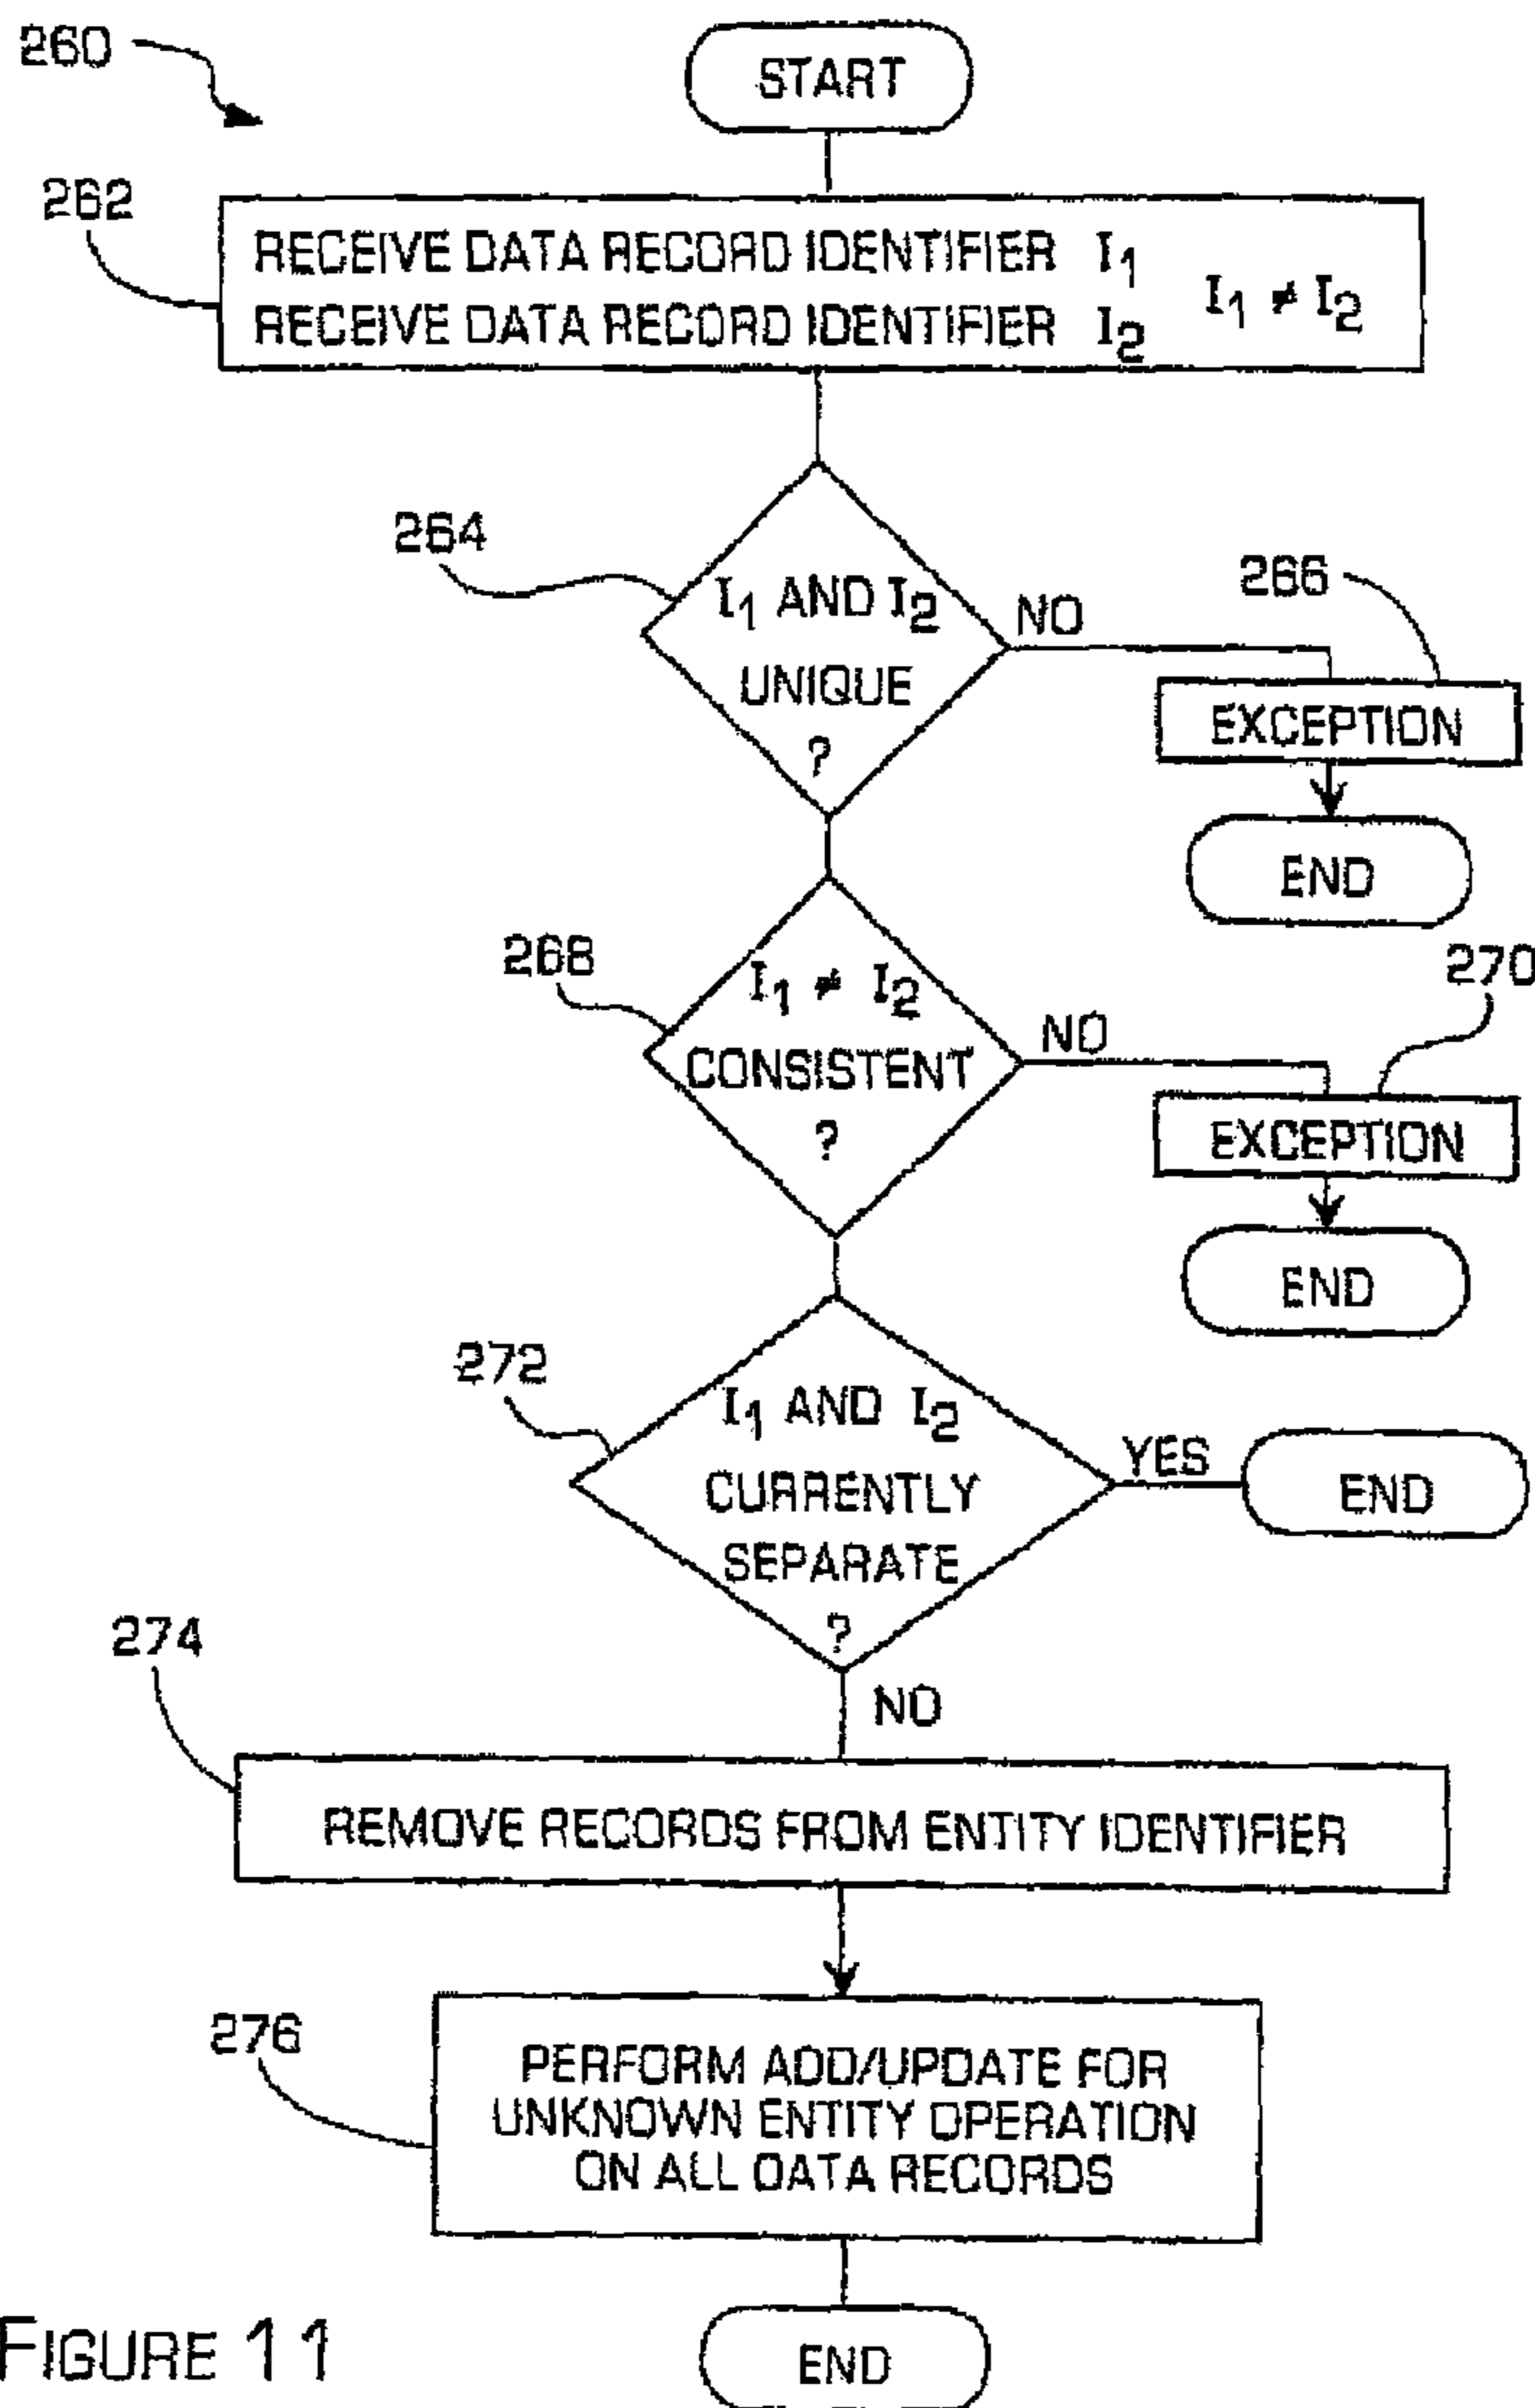 260
START
262
RECEIVE DATA RECORD IDENTIFIER I₁
RECEIVE DATA RECORD IDENTIFIER I₂
I₁ ≠ I₂
264
I₁ AND I₂
UNIQUE
?
NO
266
EXCEPTION
END
268
I₁ ≠ I₂
CONSISTENT
?
NO
270
EXCEPTION
END
272
I₁ AND I₂
CURRENTLY
SEPARATE
?
YES
END
NO
274
REMOVE RECORDS FROM ENTITY IDENTIFIER
276
PERFORM ADD/UPDATE FOR
UNKNOWN ENTITY OPERATION
ON ALL DATA RECORDS
END
FIGURE 11